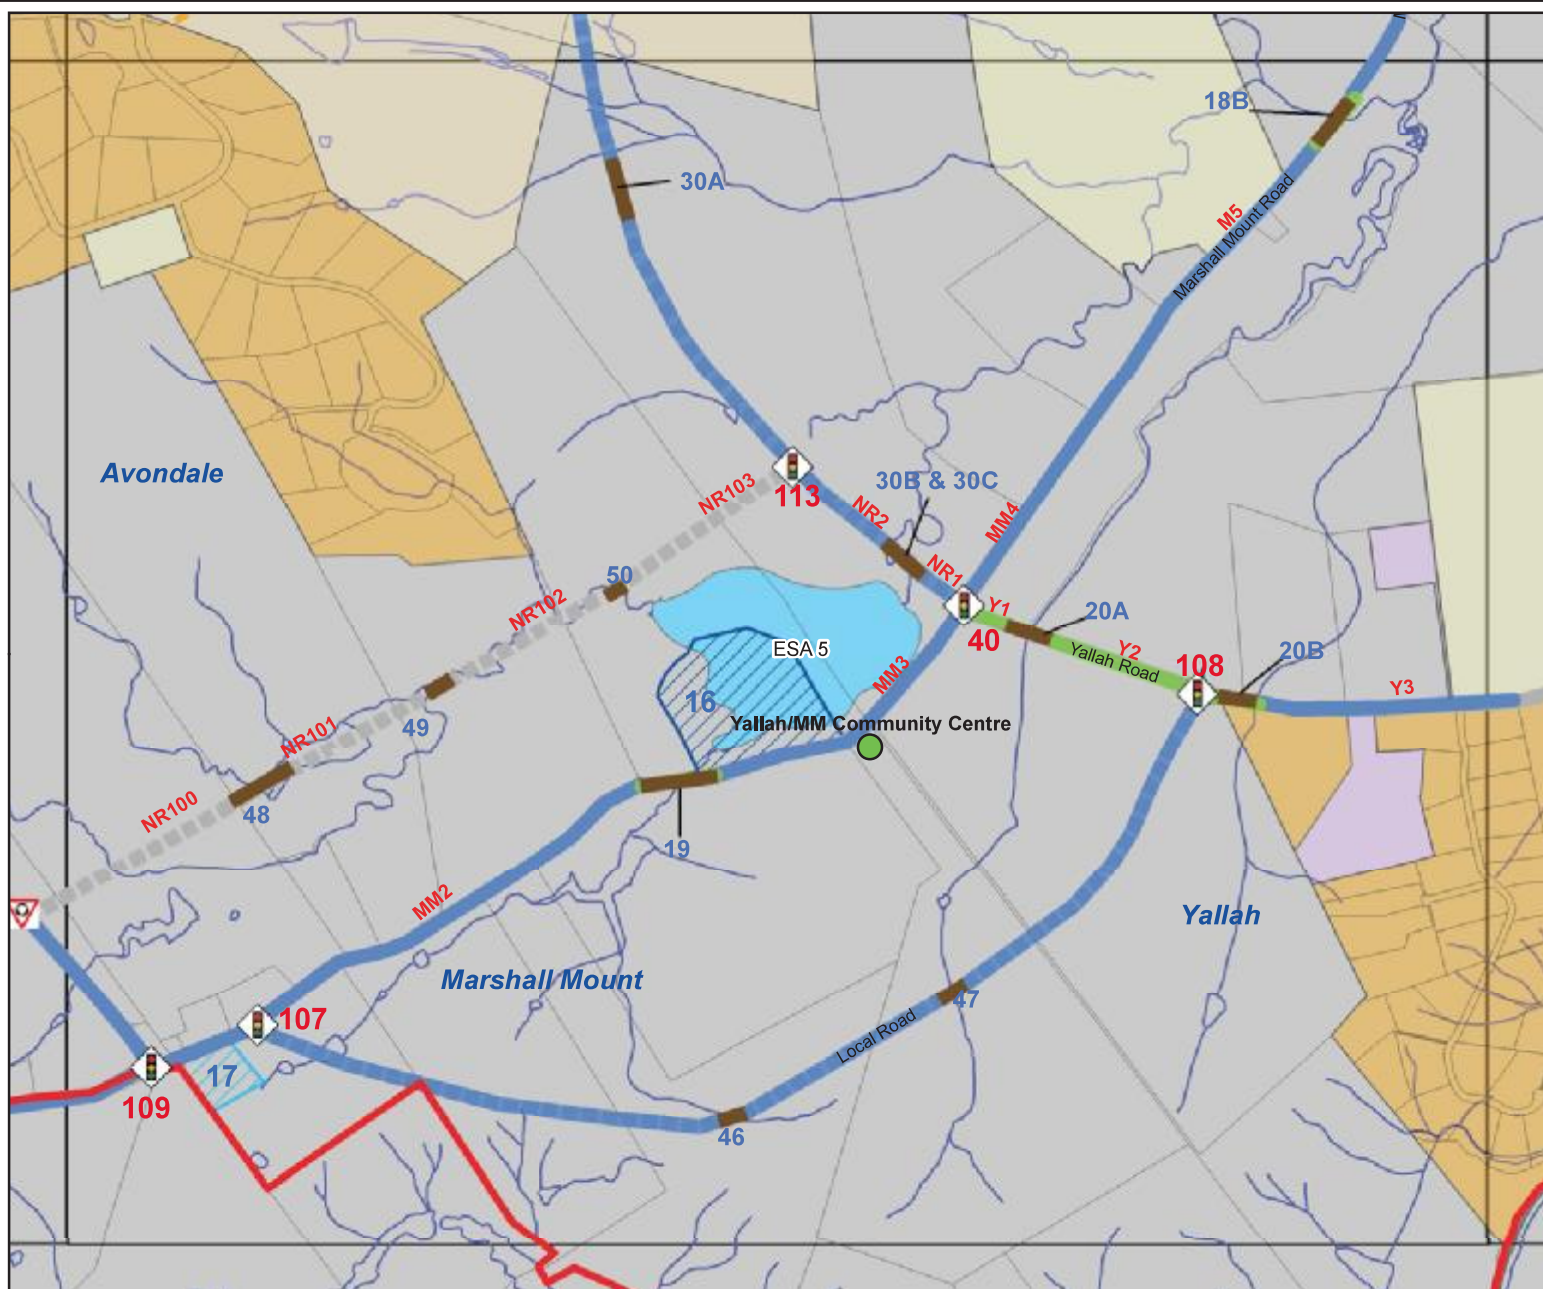 18B
30A
M5
Marshall Mount Road
Avondale
NR103
113
30B & 30C
NR2
MM4
NR1
50
NR102
Y1
20A
40
Y2
Yallah Road
108
20B
ESA 5
MM3
16
Y3
Yallah/MM Community Centre
49
NR101
48
NR100
19
MM2
Yallah
Marshall Mount
47
107
Local Road
17
109
46